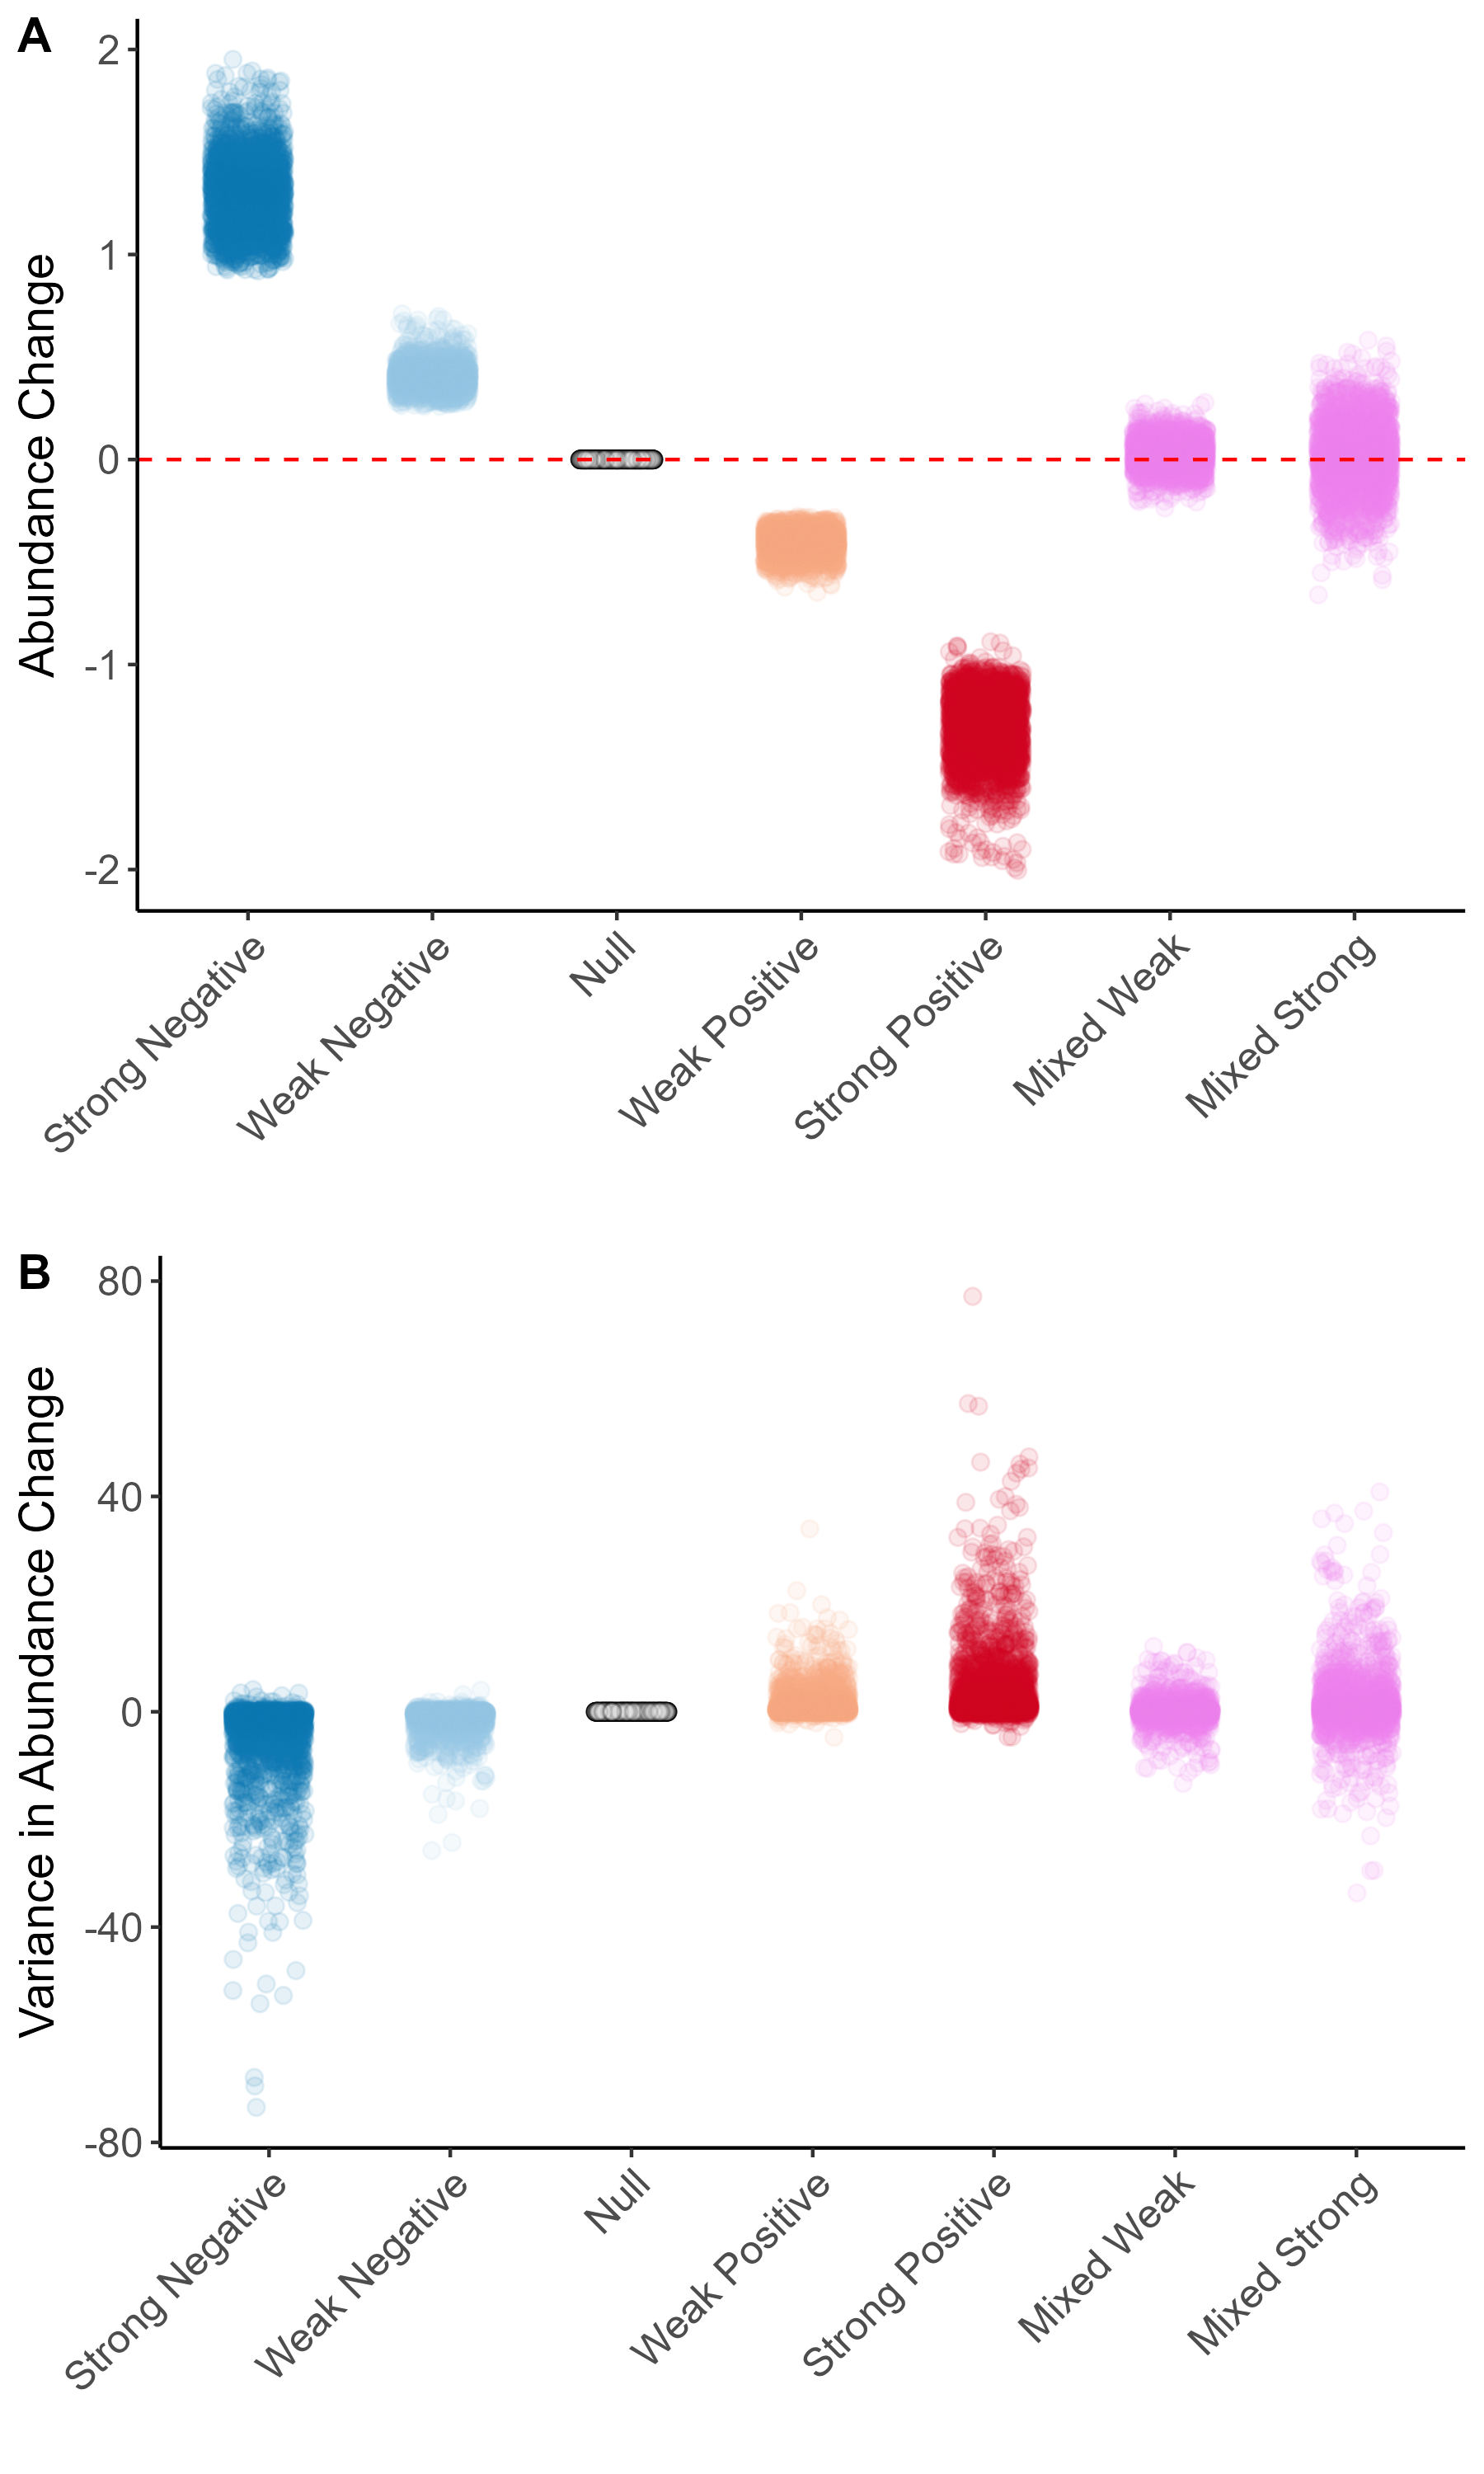 A
Abundance Change
2
1
0
-1
-2
Strong Negative
Weak Negative
Null
Weak Positive
Strong Positive
Mixed Weak
Mixed Strong
B
Variance in Abundance Change
80
40
0
-40
-80
Strong Negative
Weak Negative
Null
Weak Positive
Strong Positive
Mixed Weak
Mixed Strong